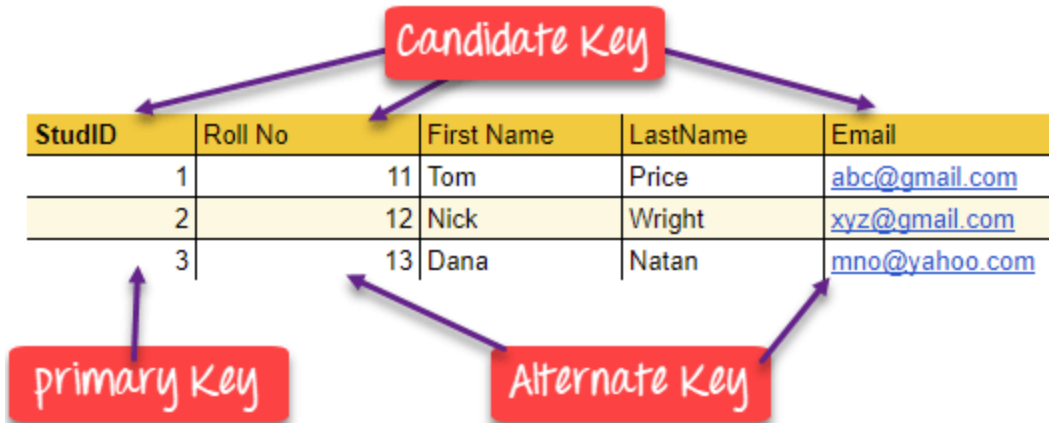 Candidate Key
StudID Roll No First Name LastName Email
1 11 Tom Price abc@gmail.com
2 12 Nick Wright xyz@gmail.com
3 13 Dana Natan mno@yahoo.com
primary Key Alternate Key